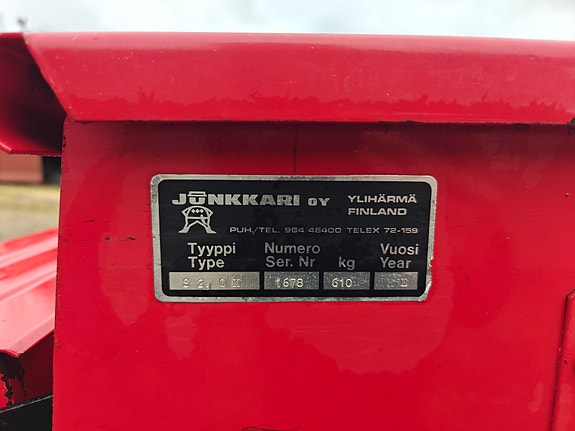 JUNKKARI OY YLIHÄRMÄ
FINLAND
PUH./TEL. 964-46400 TELEX 72-159
Tyyppi Numero Vuosi
Type Ser. Nr kg Year
1678 610